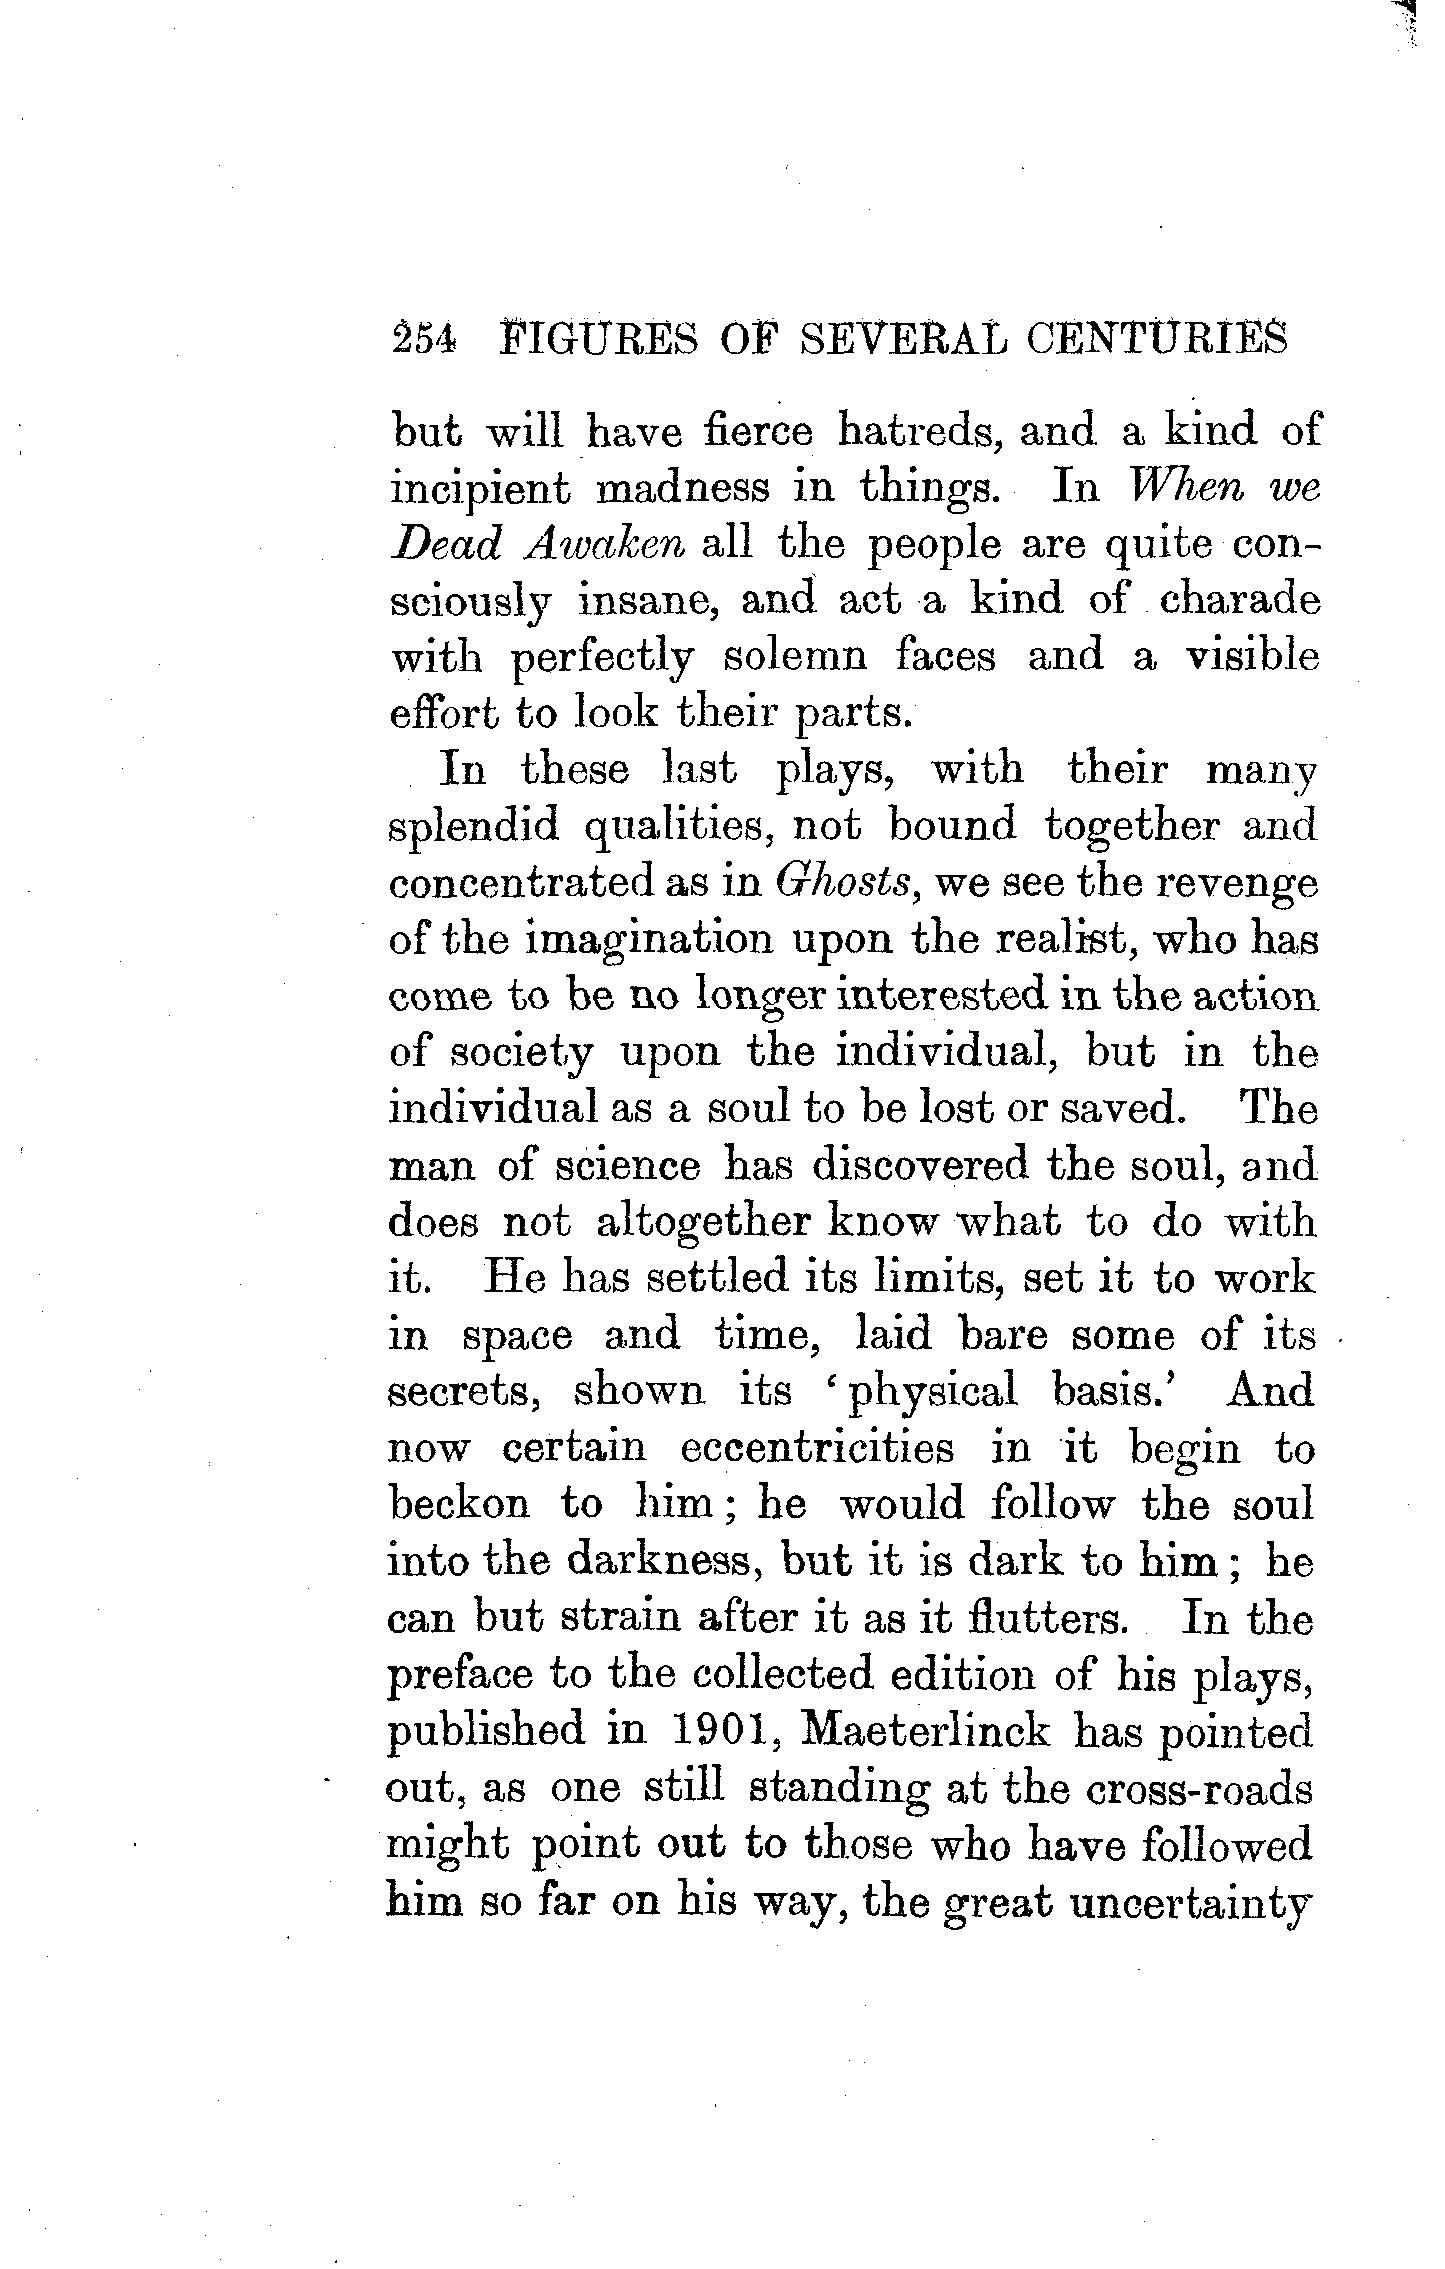 254 FIGURES OF SEVERAL CENTURIES
but will have fierce hatreds, and a kind of
incipient madness in things. In When we
Dead Awaken all the people are quite con-
sciously insane, and act a kind of charade
with perfectly solemn faces and a visible
effort to look their parts.
In these last plays, with their many
splendid qualities, not bound together and
concentrated as in Ghosts, we see the revenge
of the imagination upon the realist, who has
come to be no longer interested in the action
of society upon the individual, but in the
individual as a soul to be lost or saved. The
man of science has discovered the soul, and
does not altogether know what to do with
it. He has settled its limits, set it to work
in space and time, laid bare some of its
secrets, shown its ‘physical basis.’ And
now certain eccentricities in it begin to
beckon to him; he would follow the soul
into the darkness, but it is dark to him; he
can but strain after it as it flutters. In the
preface to the collected edition of his plays,
published in 1901, Maeterlinck has pointed
out, as one still standing at the cross-roads
might point out to those who have followed
him so far on his way, the great uncertainty